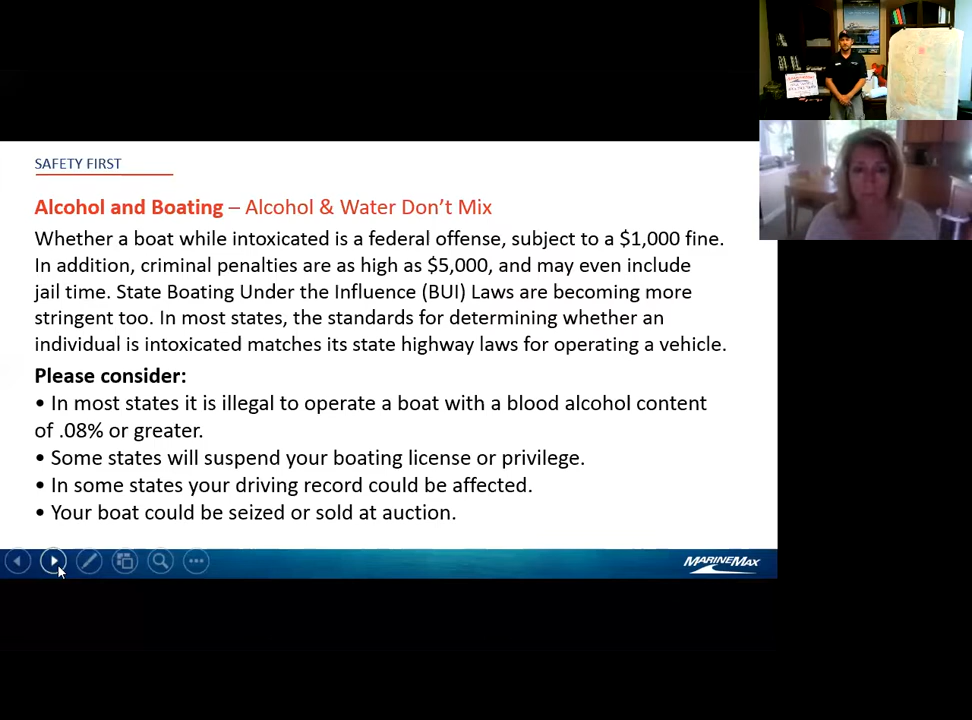 SAFETY FIRST
Alcohol and Boating – Alcohol & Water Don't Mix
Whether a boat while intoxicated is a federal offense, subject to a $1,000 fine.
In addition, criminal penalties are as high as $5,000, and may even include
jail time. State Boating Under the Influence (BUI) Laws are becoming more
stringent too. In most states, the standards for determining whether an
individual is intoxicated matches its state highway laws for operating a vehicle.
Please consider:
• In most states it is illegal to operate a boat with a blood alcohol content
of .08% or greater.
• Some states will suspend your boating license or privilege.
• In some states your driving record could be affected.
• Your boat could be seized or sold at auction.
MARINEMAX